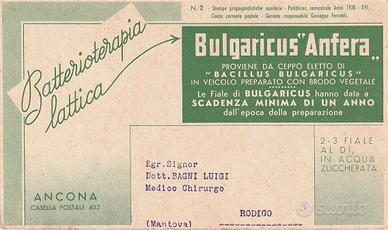 N. 2 - Stampe propagandistiche sanitarie - Pubblicaz. semestrale Anno 1938 - XVI.
Conto corrente postale - Gerente responsabile Giuseppe Ferranti.
Batterioterapia
lattica
Bulgaricus "Anfera"
PROVIENE DA CEPPO ELETTO DI
"BACILLUS BULGARICUS"
IN VEICOLO PREPARATO CON BRODO VEGETALE
Le Fiale di BULGARICUS hanno data a
SCADENZA MINIMA DI UN ANNO
dall'epoca della preparazione
2-3 FIALE
AL DÌ,
IN ACQUA
ZUCCHERATA
Egr.Signor
Dott.BAGNI LUIGI
Medico Chirurgo
RODIGO
(Mantova)
ANCONA
CASELLA POSTALE 402
Subito